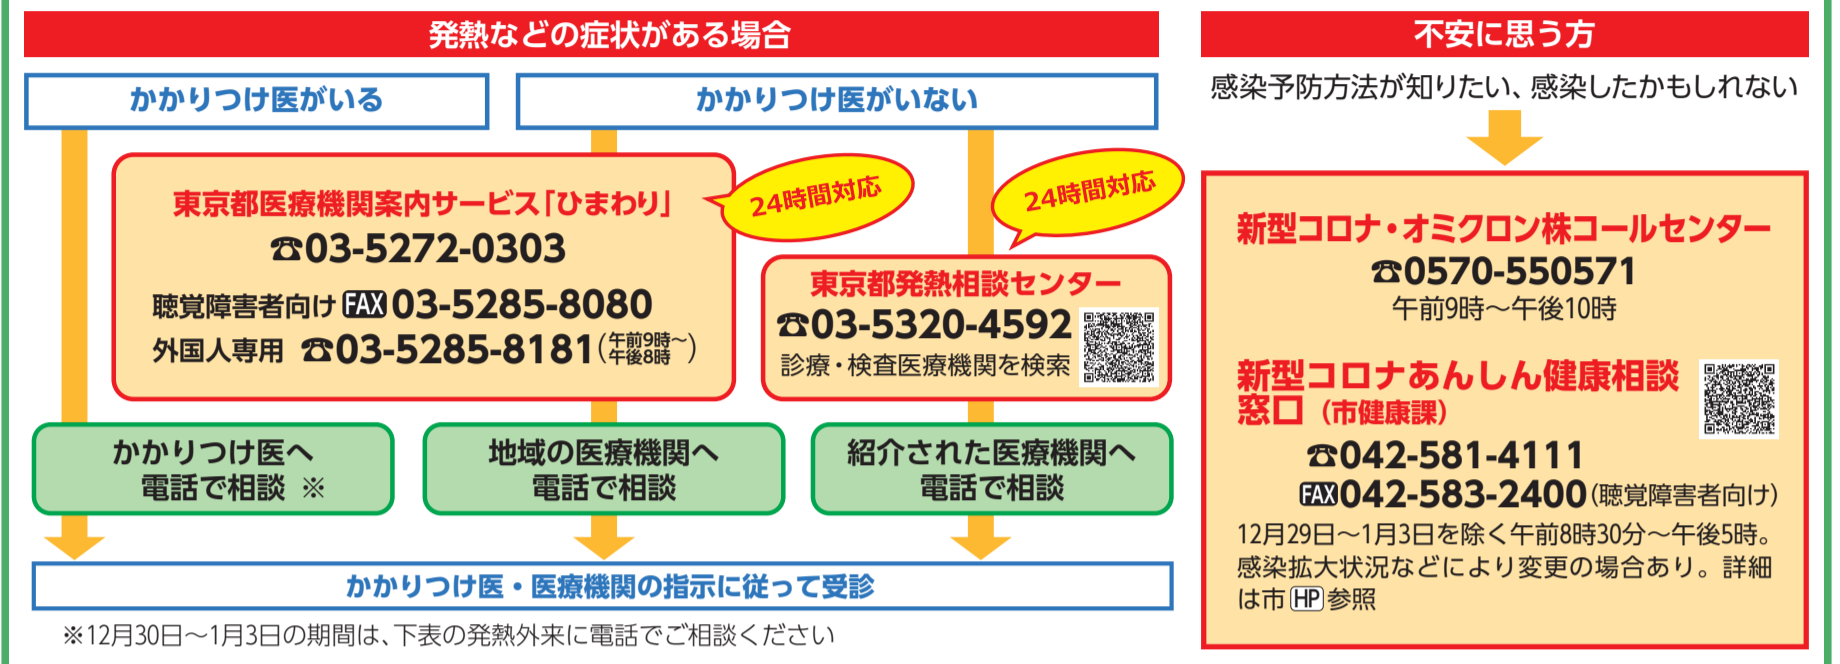 発熱などの症状がある場合
かかりつけ医がいる
かかりつけ医がいない
東京都医療機関案内サービス「ひまわり」
☎03-5272-0303
聴覚障害者向け FAX 03-5285-8080
外国人専用 ☎03-5285-8181(午前9時～午後8時)
24時間対応
24時間対応
東京都発熱相談センター
☎03-5320-4592
診療・検査医療機関を検索
かかりつけ医へ
電話で相談 ※
地域の医療機関へ
電話で相談
紹介された医療機関へ
電話で相談
かかりつけ医・医療機関の指示に従って受診
※12月30日～1月3日の期間は、下表の発熱外来に電話でご相談ください
不安に思う方
感染予防方法が知りたい、感染したかもしれない
新型コロナ・オミクロン株コールセンター
☎0570-550571
午前9時～午後10時
新型コロナあんしん健康相談
窓口（市健康課）
☎042-581-4111
FAX 042-583-2400(聴覚障害者向け)
12月29日～1月3日を除く午前8時30分～午後5時。
感染拡大状況などにより変更の場合あり。詳細
は市 HP 参照